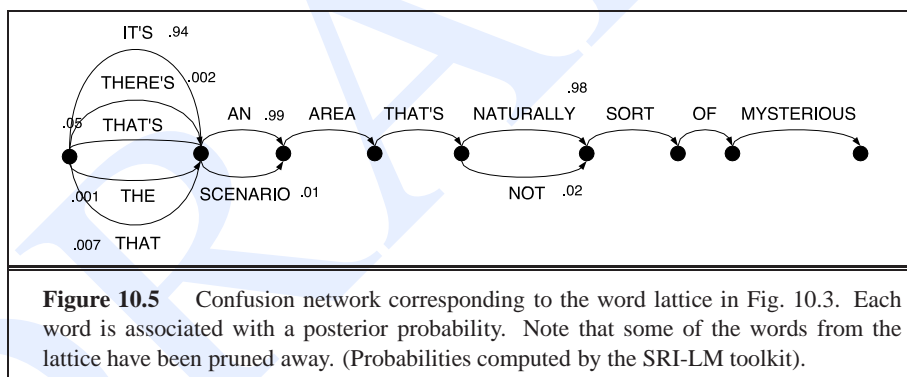 IT'S .94
THERE'S .002
.05 THAT'S AN .99 AREA THAT'S NATURALLY .98 SORT OF MYSTERIOUS
.001 THE SCENARIO .01 NOT .02
.007 THAT
Figure 10.5 Confusion network corresponding to the word lattice in Fig. 10.3. Each
word is associated with a posterior probability. Note that some of the words from the
lattice have been pruned away. (Probabilities computed by the SRI-LM toolkit).